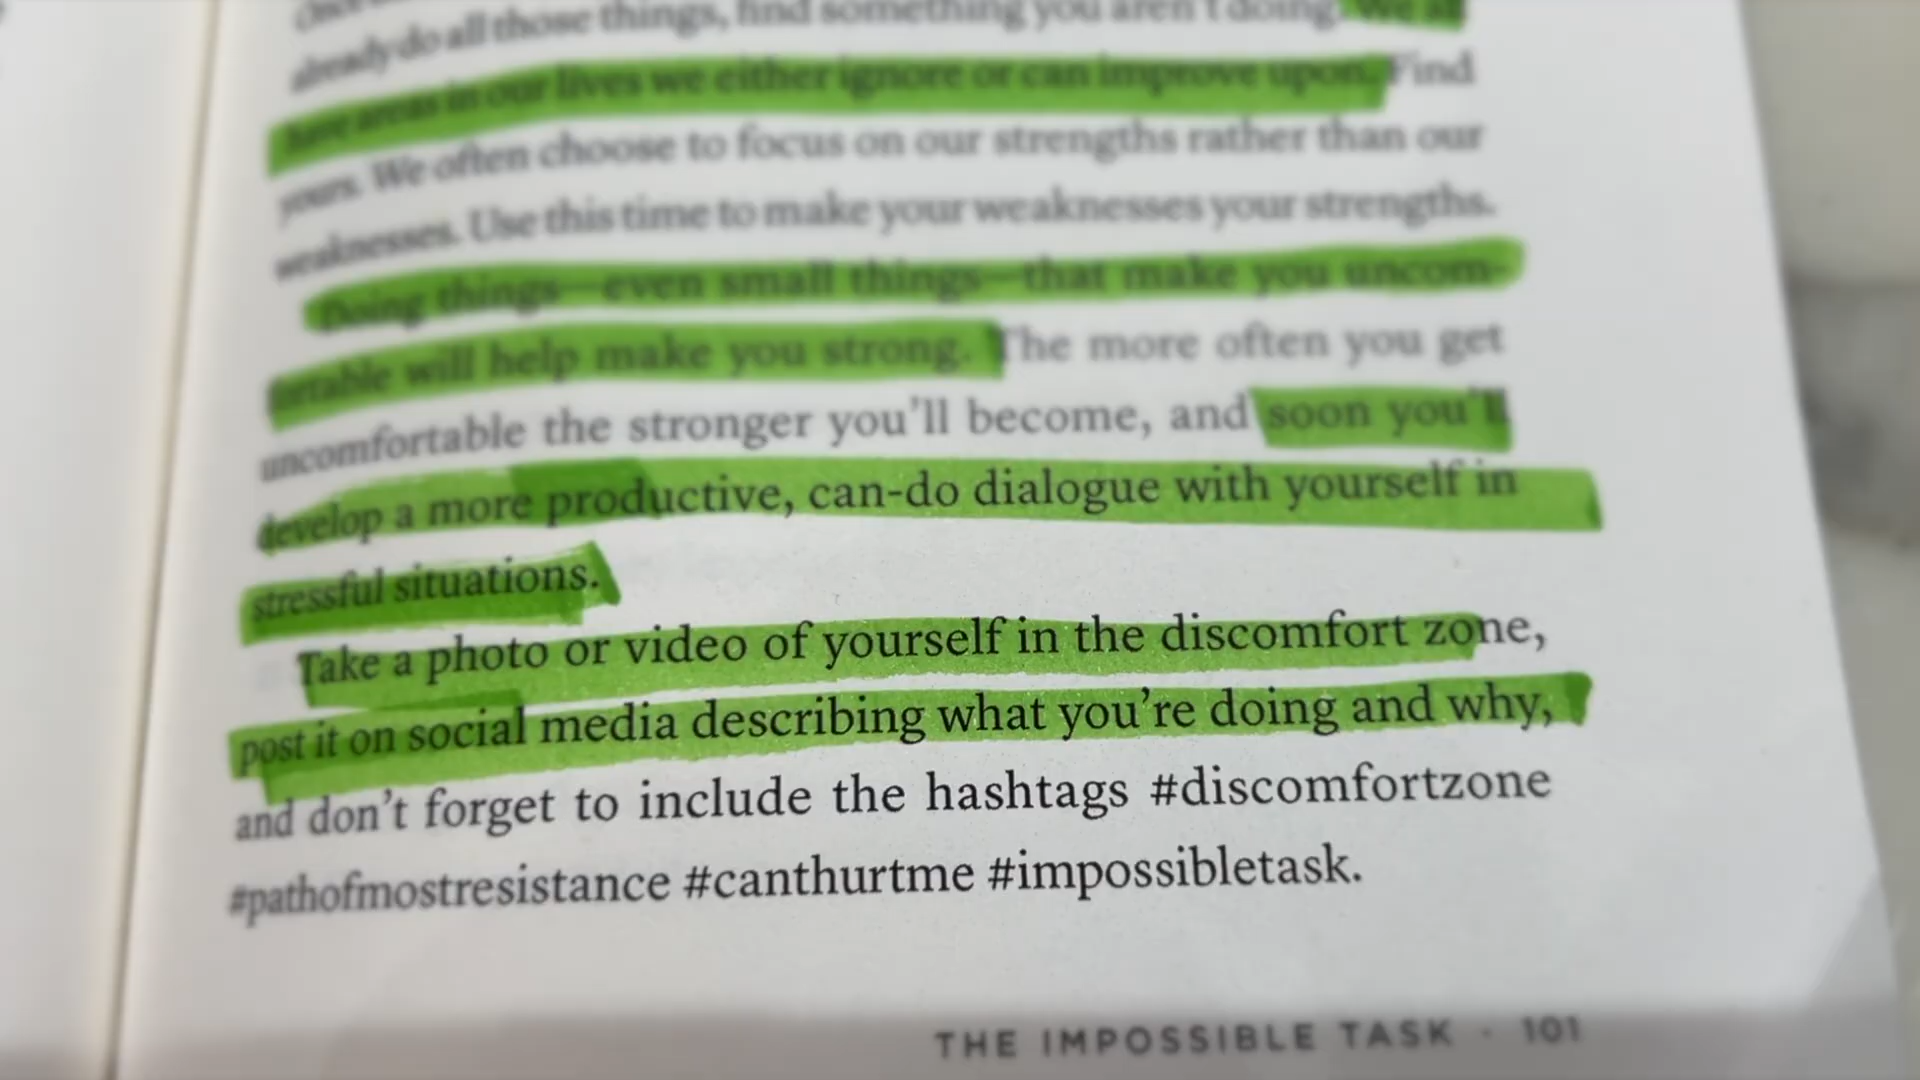 already do all those things, find something you aren't doing. We all
have areas in our lives we either ignore or can improve upon. Find
yours. We often choose to focus on our strengths rather than our
weaknesses. Use this time to make your weaknesses your strengths.
Doing things—even small things—that make you uncom-
fortable will help make you strong. The more often you get
uncomfortable the stronger you'll become, and soon you'll
develop a more productive, can-do dialogue with yourself in
stressful situations.
Take a photo or video of yourself in the discomfort zone,
post it on social media describing what you're doing and why,
and don't forget to include the hashtags #discomfortzone
#pathofmostresistance #canthurtme #impossibletask.
THE IMPOSSIBLE TASK · 101